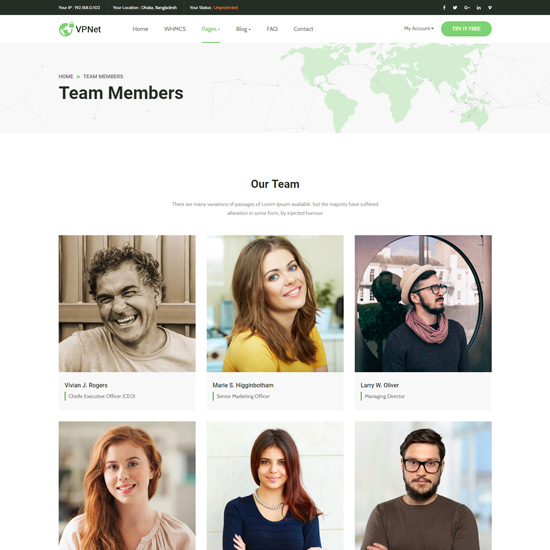 Your IP : 192.168.0.102 Your Location : Dhaka, Bangladesh Your Status : Unprotected
VPNet Home WHMCS Pages Blog FAQ Contact My Account TRY IT FREE
HOME » TEAM MEMBERS
Team Members
Our Team
There are many variations of passages of Lorem Ipsum available, but the majority have suffered
alteration in some form, by injected humour
Vivian J. Rogers Marie S. Higginbotham Larry W. Oliver
Cheife Executive Officer (CEO) Senior Marketing Officer Managing Director